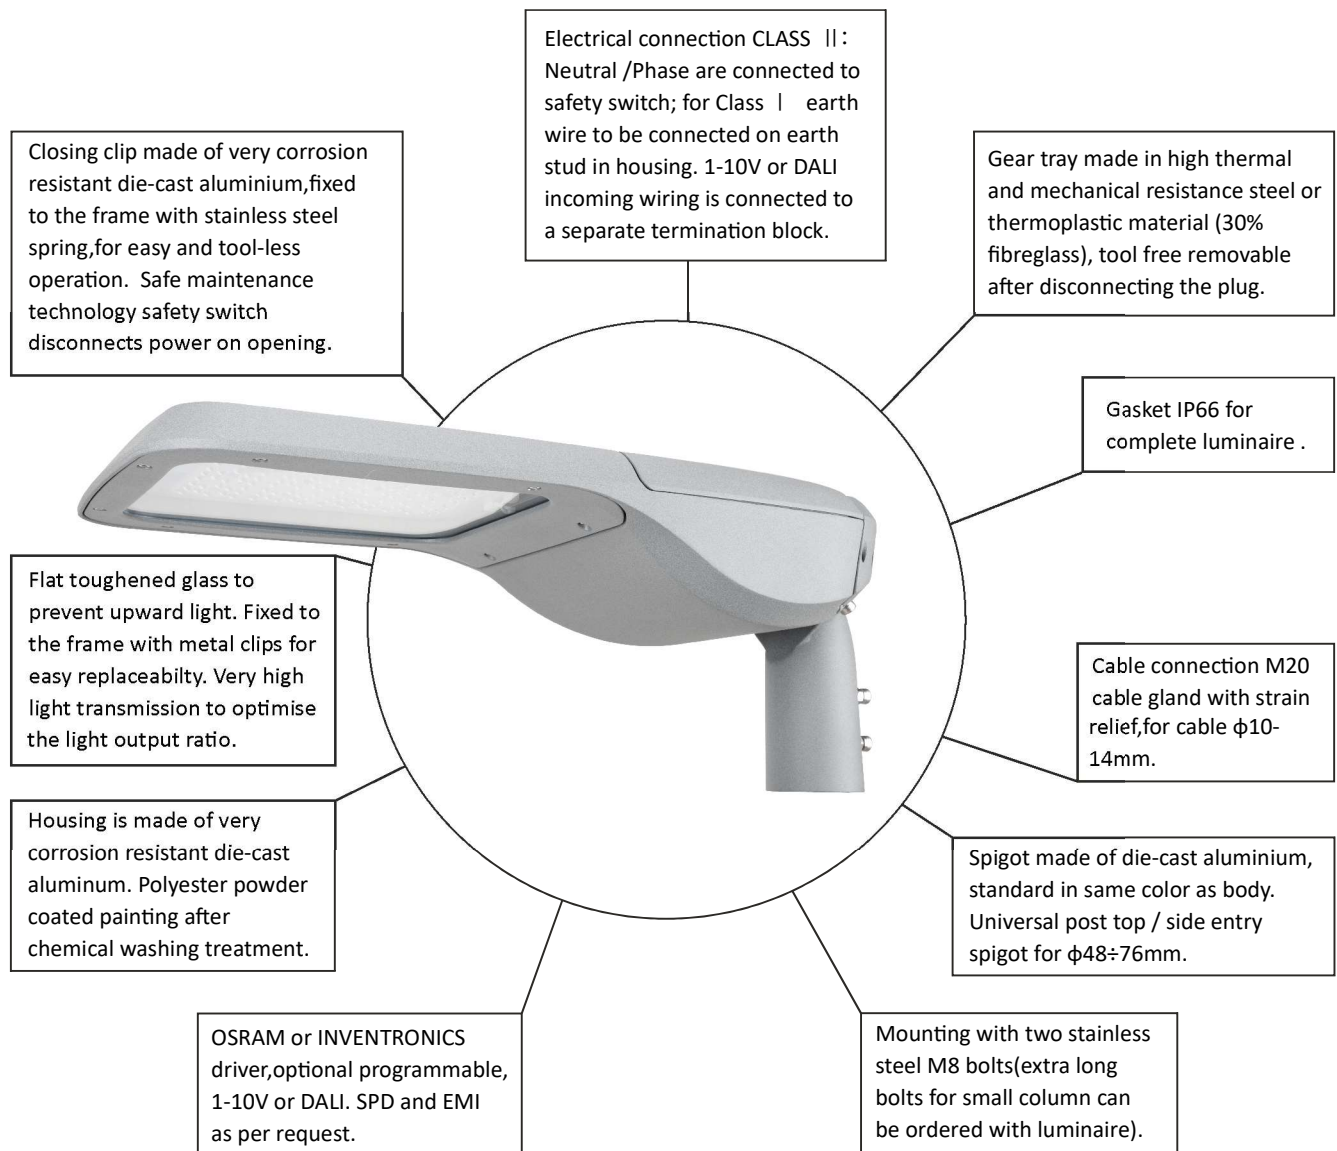 Electrical connection CLASS Ⅱ:
Neutral /Phase are connected to
safety switch; for Class Ⅰ earth
wire to be connected on earth
stud in housing. 1-10V or DALI
incoming wiring is connected to
a separate termination block.
Closing clip made of very corrosion
resistant die-cast aluminium,fixed
to the frame with stainless steel
spring,for easy and tool-less
operation. Safe maintenance
technology safety switch
disconnects power on opening.
Gear tray made in high thermal
and mechanical resistance steel or
thermoplastic material (30%
fibreglass), tool free removable
after disconnecting the plug.
Gasket IP66 for
complete luminaire .
Flat toughened glass to
prevent upward light. Fixed to
the frame with metal clips for
easy replaceabilty. Very high
light transmission to optimise
the light output ratio.
Cable connection M20
cable gland with strain
relief,for cable ϕ10-
14mm.
Housing is made of very
corrosion resistant die-cast
aluminum. Polyester powder
coated painting after
chemical washing treatment.
Spigot made of die-cast aluminium,
standard in same color as body.
Universal post top / side entry
spigot for ϕ48÷76mm.
OSRAM or INVENTRONICS
driver,optional programmable,
1-10V or DALI. SPD and EMI
as per request.
Mounting with two stainless
steel M8 bolts(extra long
bolts for small column can
be ordered with luminaire).